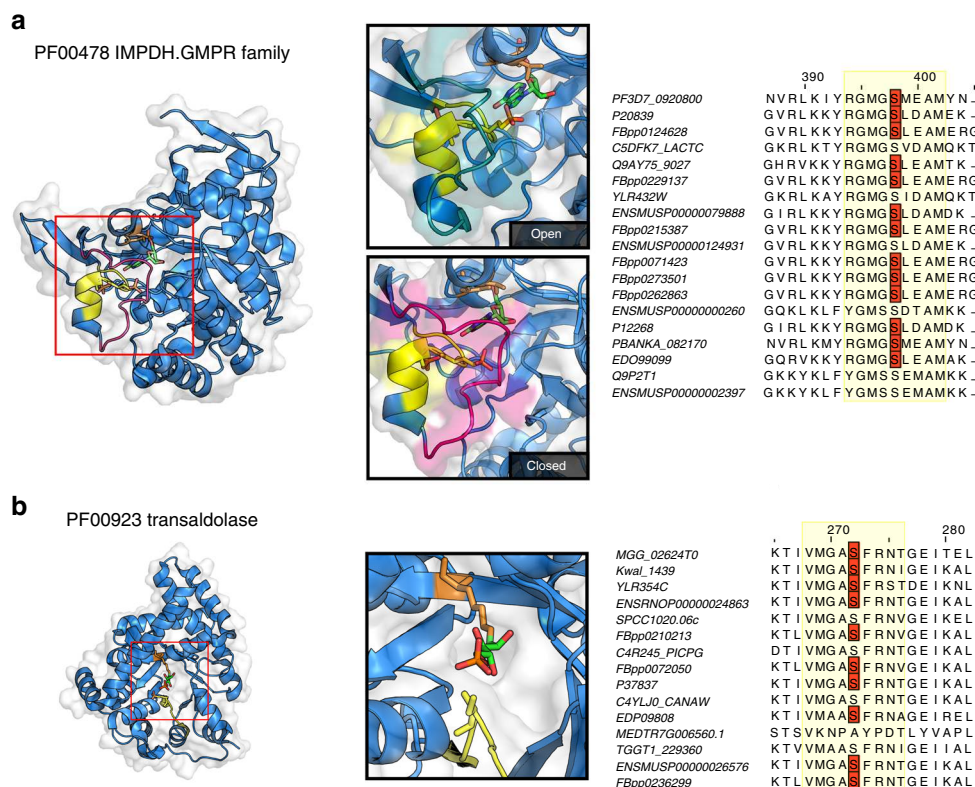 a
PF00478 IMPDH.GMPR family
Open
Closed
390 400
PF3D7_0920800 NVRLKIYRGMGSMEAMYN-
P20839 GVRLKKYRGMGSLDAMEK-
FBpp0124628 GVRLKKYRGMGSLEAMERG
C5DFK7_LACTC GKRLKTYRGMGSVDAMQKT
Q9AY75_9027 GHRVKKYRGMGSLEAMTK-
FBpp0229137 GVRLKKYRGMGSLEAMERG
YLR432W GKRLKAYRGMGSIDAMQKT
ENSMUSP00000079888 GIRLKKYRGMGSLDAMDK-
FBpp0215387 GVRLKKYRGMGSLEAMERG
ENSMUSP00000124931 GVRLKKYRGMGSLDAMEK-
FBpp0071423 GVRLKKYRGMGSLEAMERG
FBpp0273501 GVRLKKYRGMGSLEAMERG
FBpp0262863 GVRLKKYRGMGSLEAMERG
ENSMUSP00000000260 GQKLKLFYGMSSDTAMKK-
P12268 GIRLKKYRGMGSLDAMDK-
PBANKA_082170 NVRLKMYRGMGSMEAMYN-
EDO99099 GQRVKKYRGMGSLEAMAK-
Q9P2T1 GKKYKLFYGMSSEMAMKK-
ENSMUSP00000002397 GKKYKLFYGMSSEMAMKK-
b
PF00923 transaldolase
270 280
MGG_02624T0 KTIVMGASFRNTGEITEL
Kwal_1439 KTIVMGASFRNIGEIKAL
YLR354C KTIVMGASFRSTDEIKNL
ENSRNOP00000024863 KTIVMGASFRNTGEIKAL
SPCC1020.06c KTIVMGASFRNVGEIKEL
FBpp0210213 KTLVMGASFRNVGEIKAL
C4R245_PICPG DTIVMGASFRNVGEIKAL
FBpp0072050 KTLVMGASFRNVGEIKAL
P37837 KTIVMGASFRNTGEIKAL
C4YLJ0_CANAW KTIVMGASFRNTGEIKAL
EDP09808 KTIVMAASFRNAGEIREL
MEDTR7G006560.1 STSVKNPAYPDTLYVAPL
TGGT1_229360 KTVVMAASFRNTGEIIAL
ENSMUSP00000026576 KTIVMGASFRNTGEIKAL
FBpp0236299 KTLVMGASFRNTGEIKAL